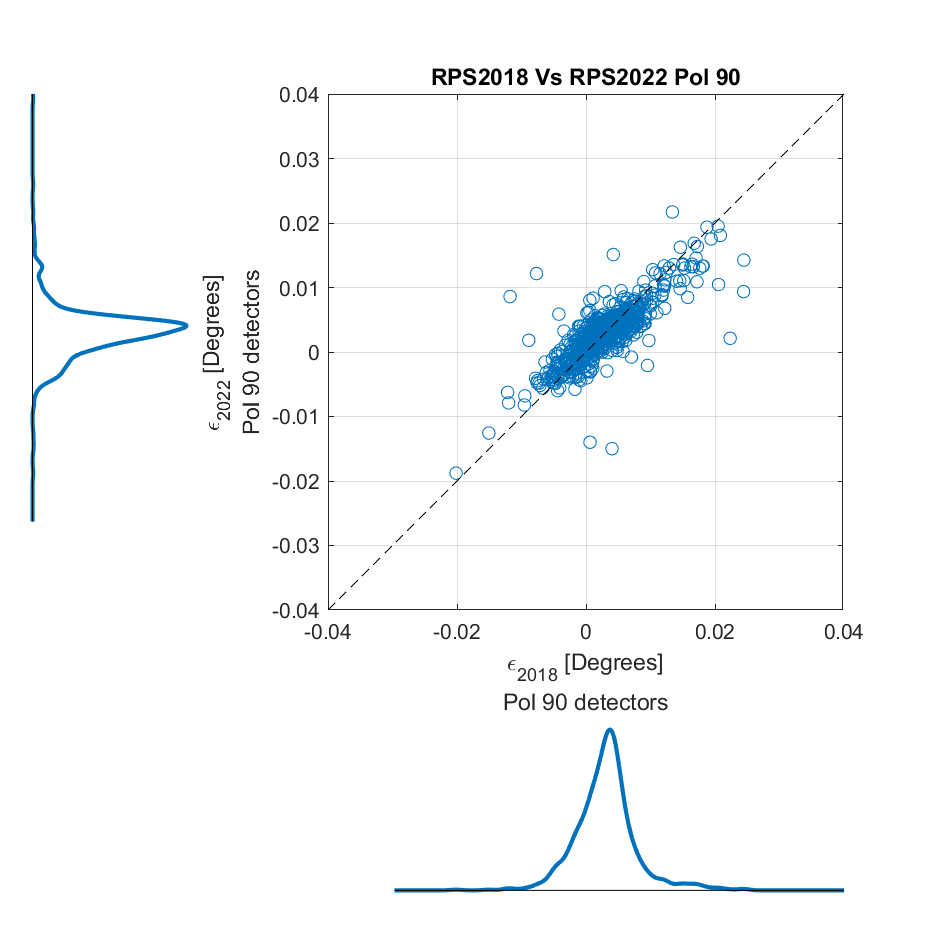 RPS2018 Vs RPS2022 Pol 90
0.04
0.03
0.02
0.01
0
-0.01
-0.02
-0.03
-0.04
ϵ2022 [Degrees]
Pol 90 detectors
-0.04 -0.02 0 0.02 0.04
ϵ2018 [Degrees]
Pol 90 detectors